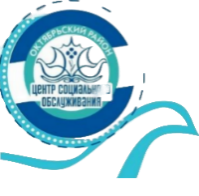 ОКТЯБРЬСКИЙ РАЙОН
ЦЕНТР СОЦИАЛЬНОГО
ОБСЛУЖИВАНИЯ